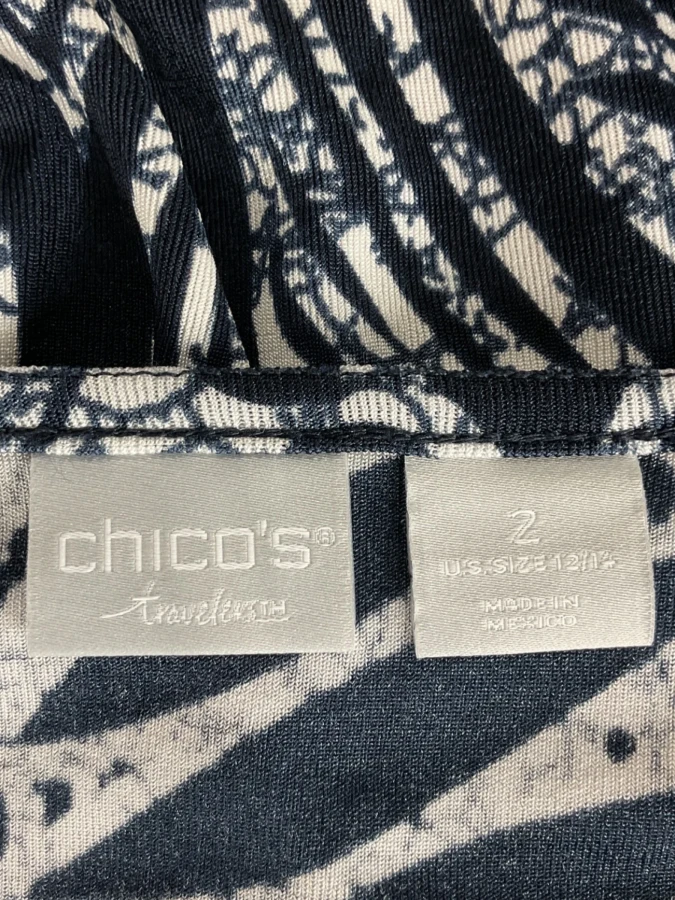 chico's®
travelers™
2
U.S. SIZE 12/14
MADE IN
MEXICO